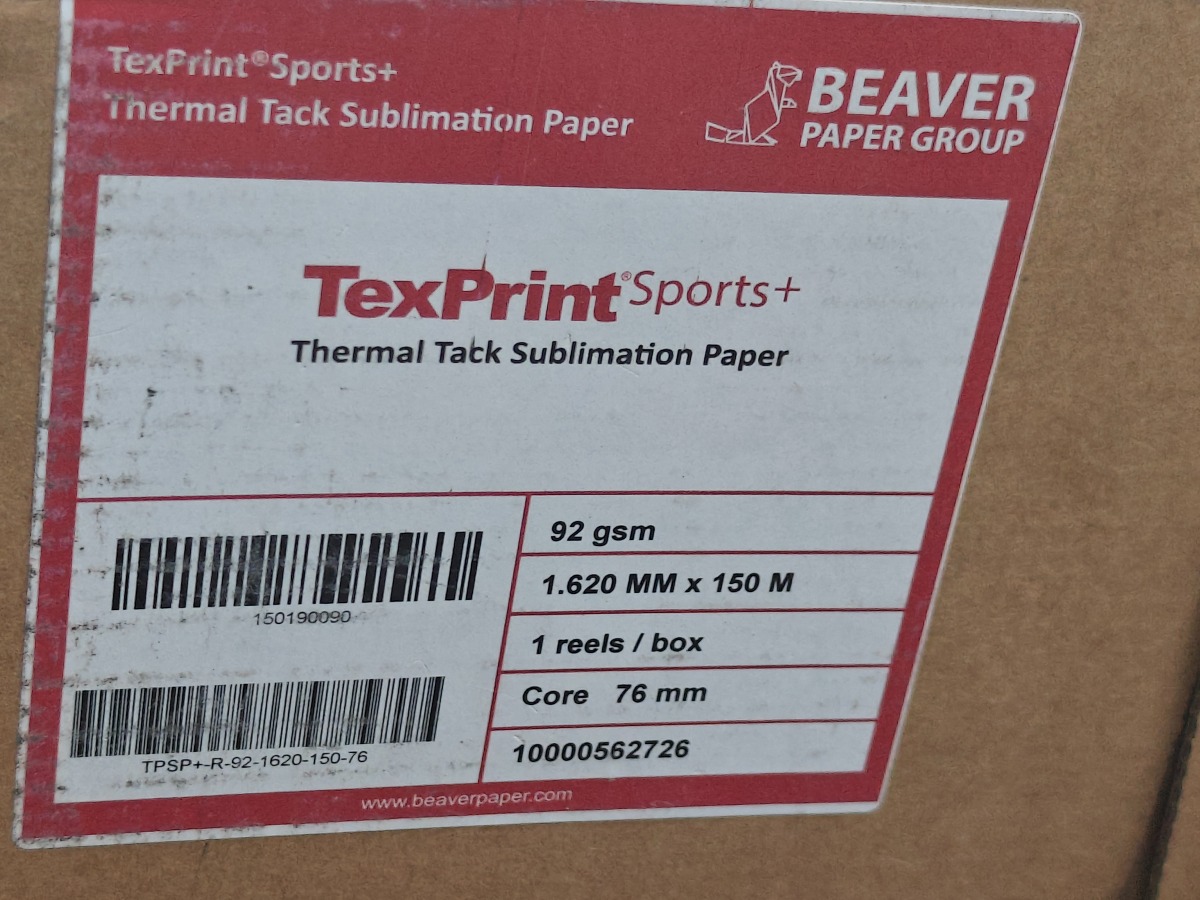 TexPrint®Sports+
Thermal Tack Sublimation Paper
BEAVER
PAPER GROUP
TexPrint®Sports+
Thermal Tack Sublimation Paper
150190090
TPSP+-R-92-1620-150-76
92 gsm
1.620 MM x 150 M
1 reels / box
Core 76 mm
10000562726
www.beaverpaper.com